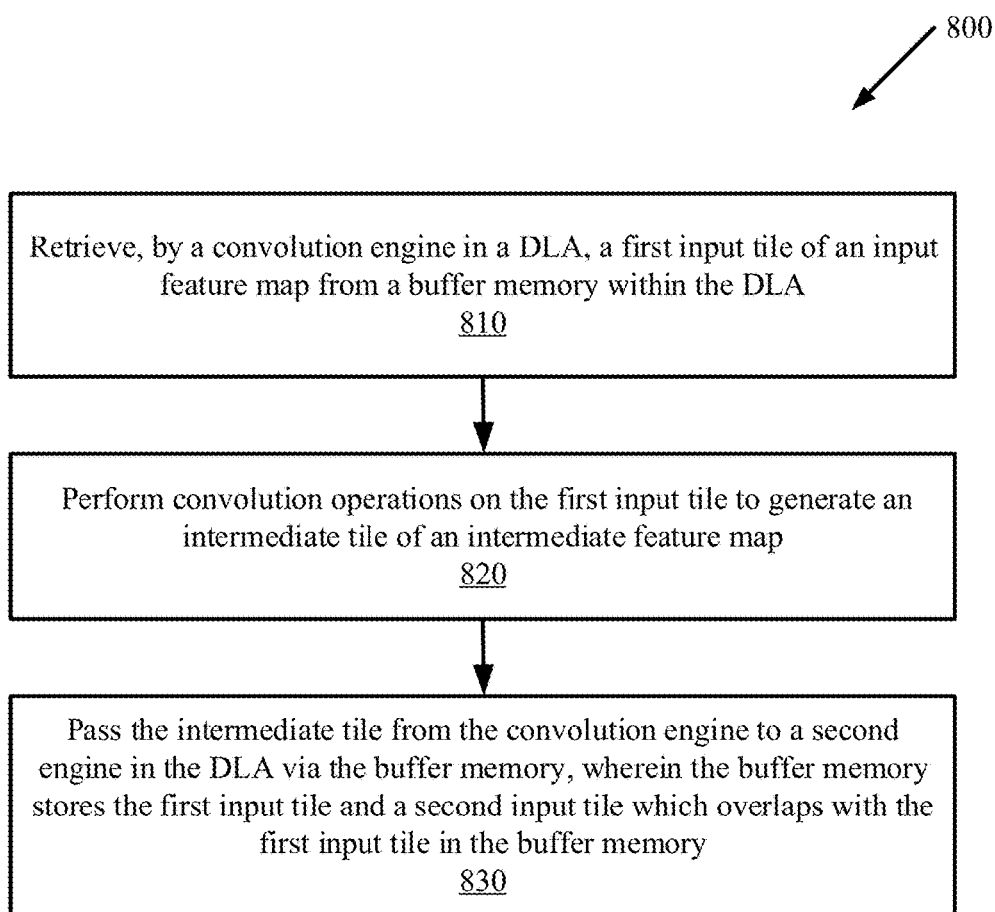 800
Retrieve, by a convolution engine in a DLA, a first input tile of an input
feature map from a buffer memory within the DLA
810
Perform convolution operations on the first input tile to generate an
intermediate tile of an intermediate feature map
820
Pass the intermediate tile from the convolution engine to a second
engine in the DLA via the buffer memory, wherein the buffer memory
stores the first input tile and a second input tile which overlaps with the
first input tile in the buffer memory
830